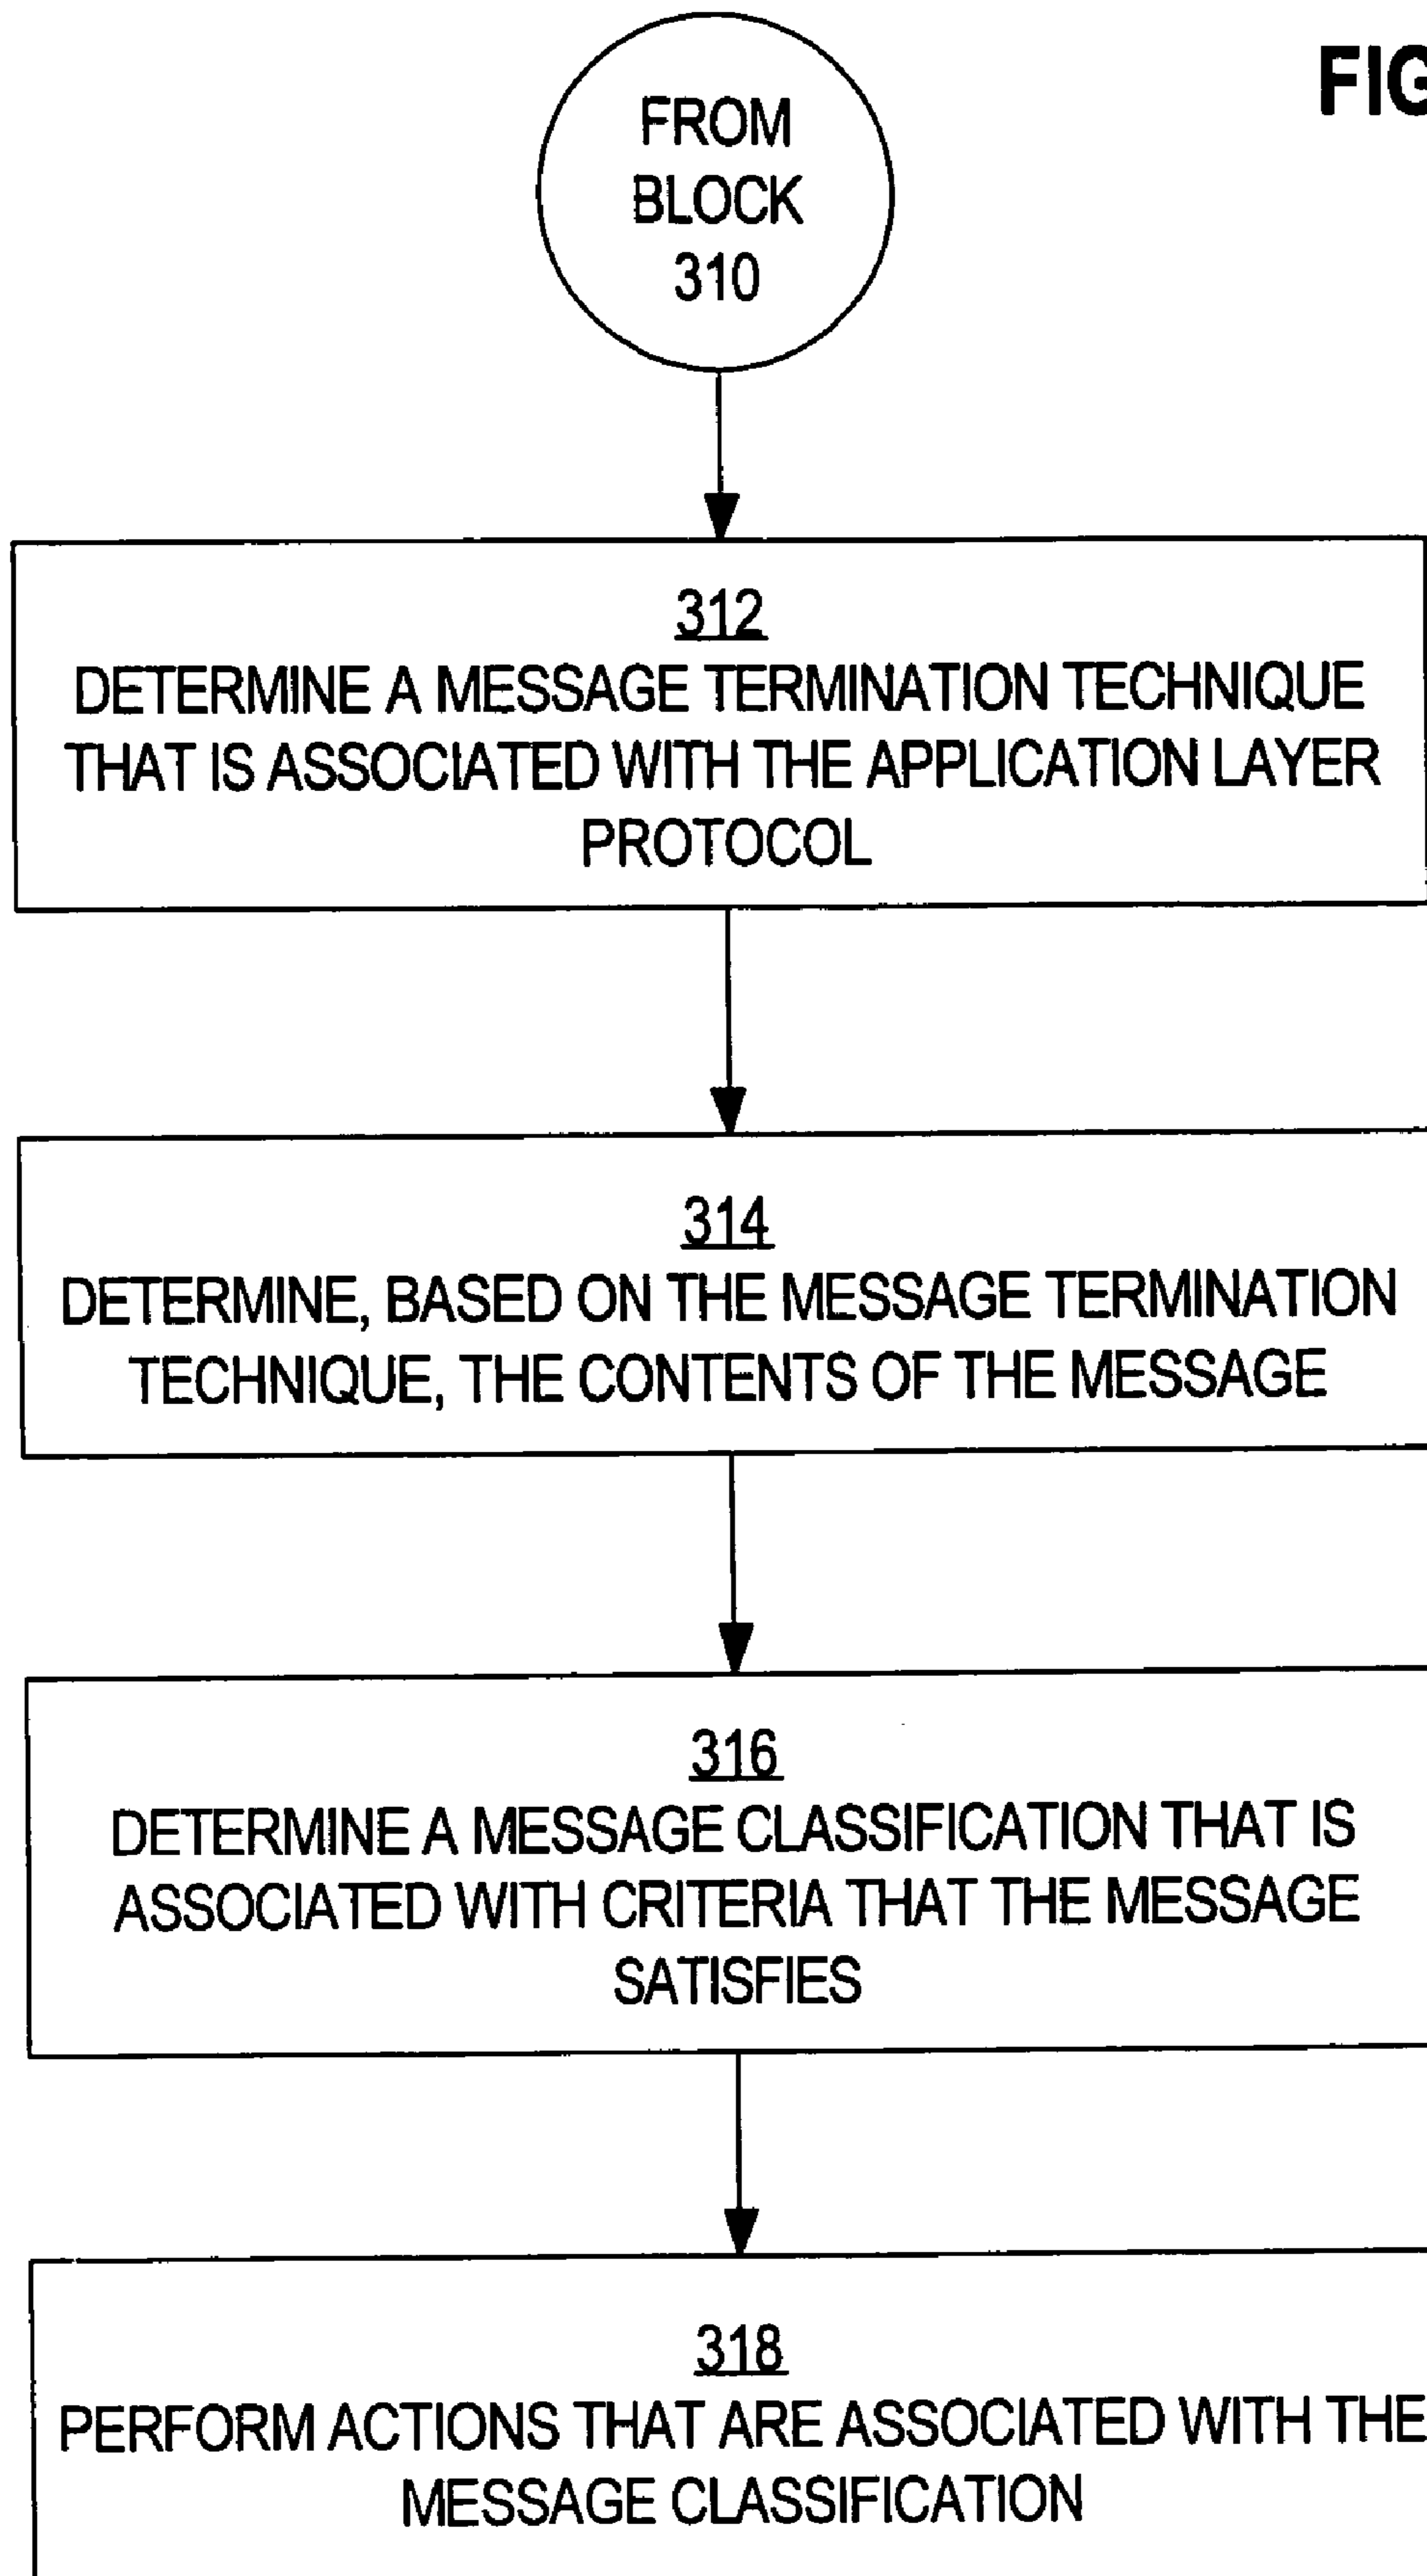 FIG
FROM
BLOCK
310
312
DETERMINE A MESSAGE TERMINATION TECHNIQUE
THAT IS ASSOCIATED WITH THE APPLICATION LAYER
PROTOCOL
314
DETERMINE, BASED ON THE MESSAGE TERMINATION
TECHNIQUE, THE CONTENTS OF THE MESSAGE
316
DETERMINE A MESSAGE CLASSIFICATION THAT IS
ASSOCIATED WITH CRITERIA THAT THE MESSAGE
SATISFIES
318
PERFORM ACTIONS THAT ARE ASSOCIATED WITH THE
MESSAGE CLASSIFICATION